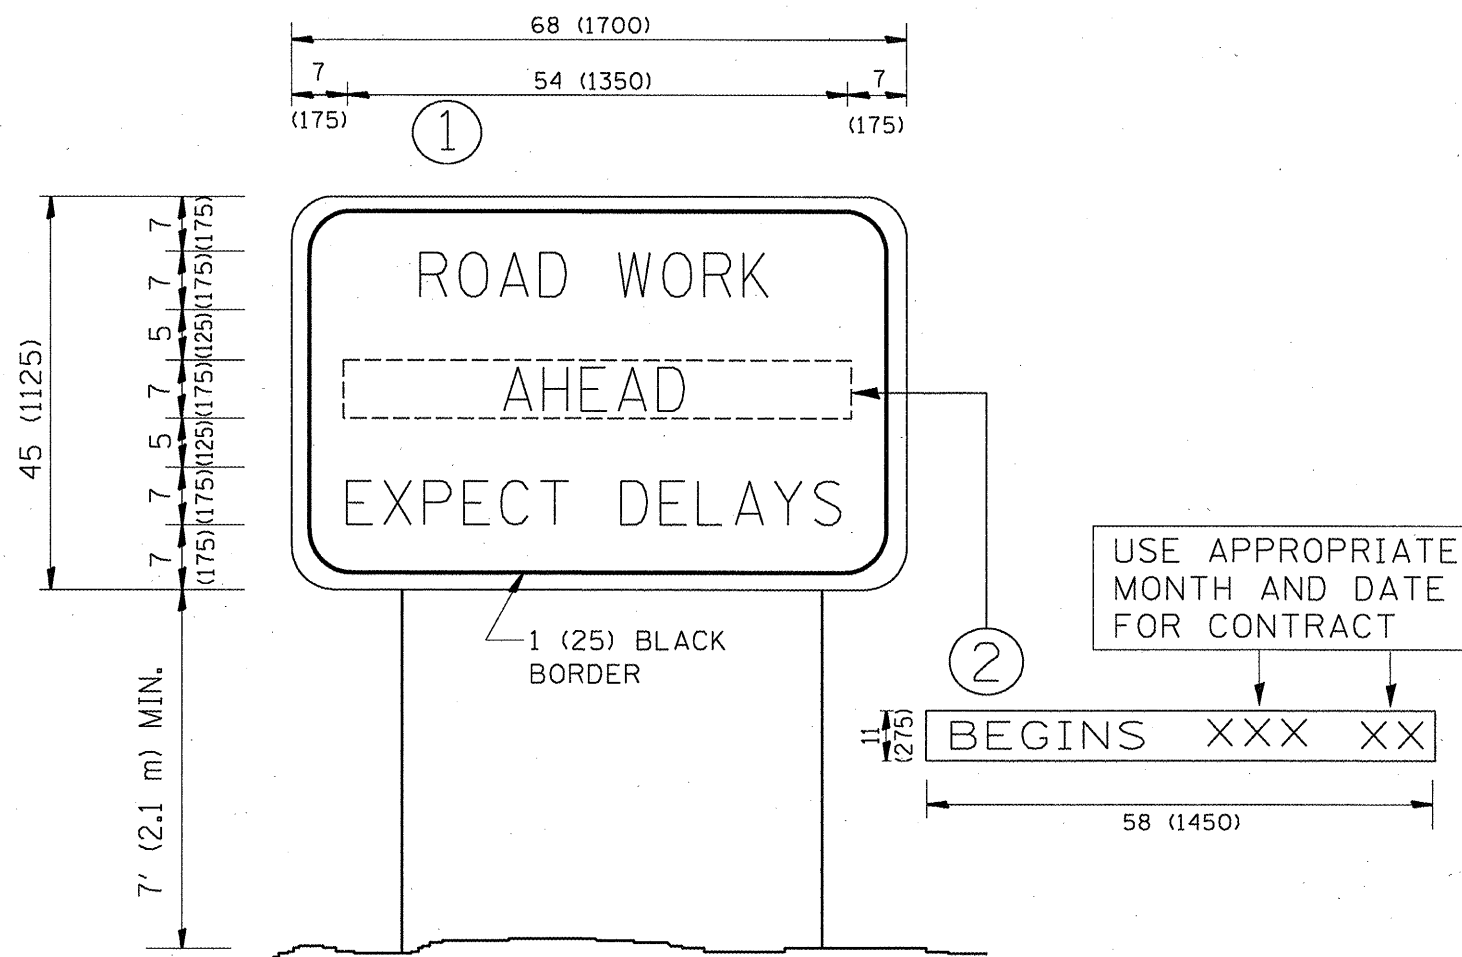 68 (1700)
7
54 (1350)
7
(175)
(175)
1
45 (1125)
7
(175)
7
(175)
5
(125)
7
(175)
5
(125)
7
(175)
7
(175)
ROAD WORK
AHEAD
EXPECT DELAYS
1 (25) BLACK
BORDER
7' (2.1 m) MIN.
2
USE APPROPRIATE
MONTH AND DATE
FOR CONTRACT
11
(275)
BEGINS XXX XX
58 (1450)